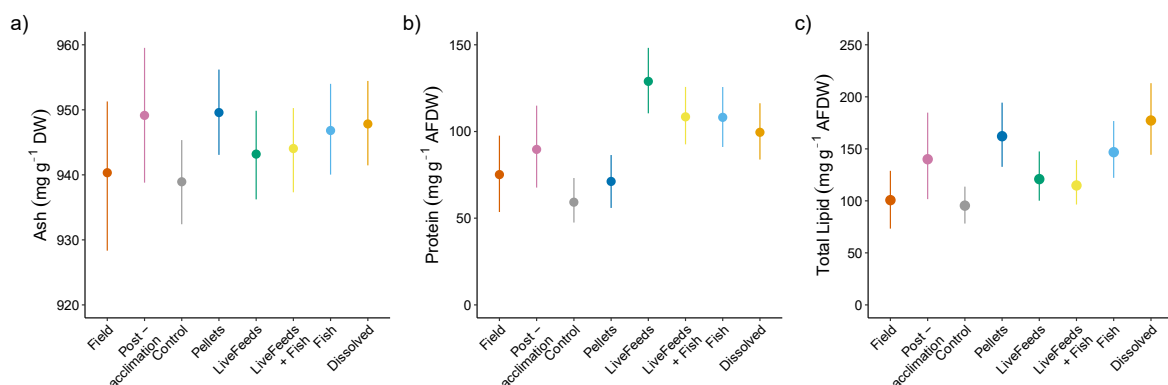 a)
Ash (mg g⁻¹ DW)
960
950
940
930
920
Field
Post –
acclimation
Control
Pellets
LiveFeeds
LiveFeeds
+ Fish
Fish
Dissolved
b)
Protein (mg g⁻¹ AFDW)
150
100
50
0
Field
Post –
acclimation
Control
Pellets
LiveFeeds
LiveFeeds
+ Fish
Fish
Dissolved
c)
Total Lipid (mg g⁻¹ AFDW)
250
200
150
100
50
0
Field
Post –
acclimation
Control
Pellets
LiveFeeds
LiveFeeds
+ Fish
Fish
Dissolved